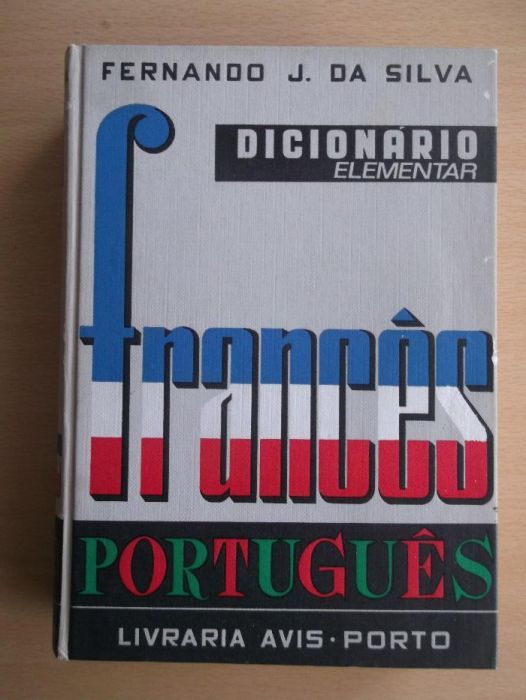 FERNANDO J. DA SILVA
DICIONÁRIO
ELEMENTAR
francês
PORTUGUÊS
LIVRARIA AVIS · PORTO